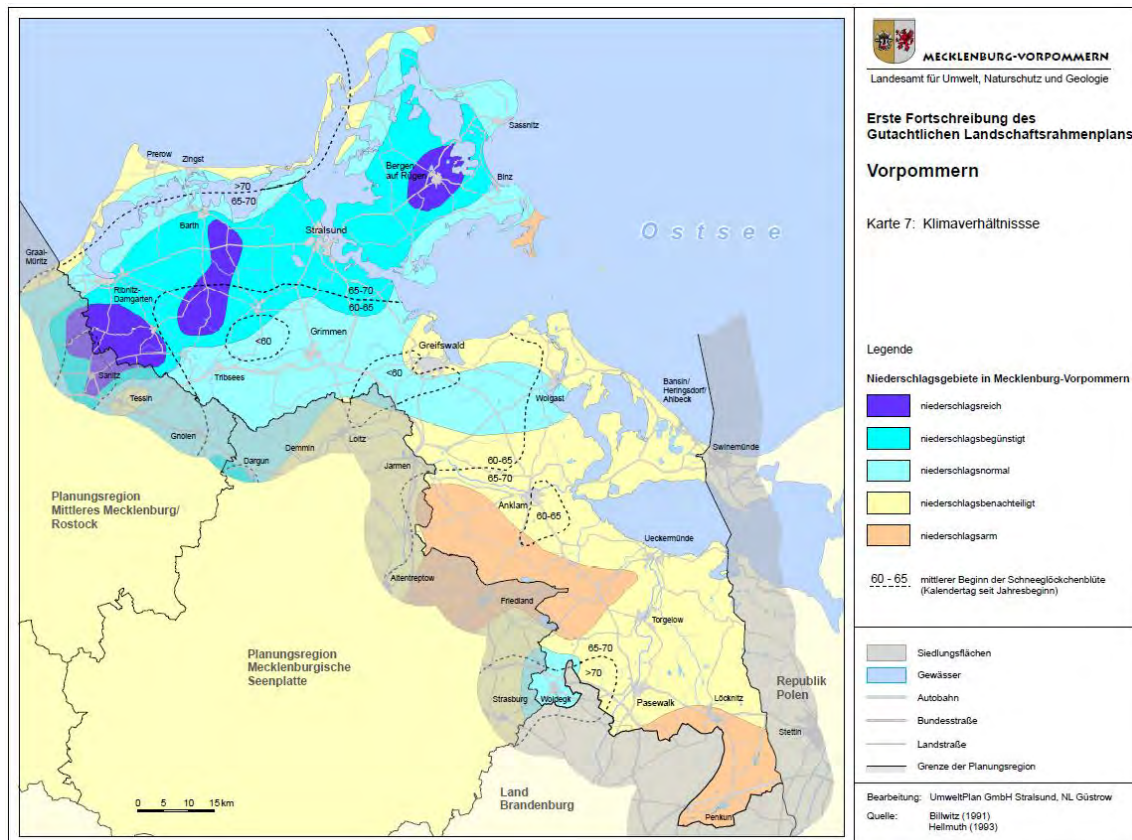 MECKLENBURG-VORPOMMERN
Landesamt für Umwelt, Naturschutz und Geologie
Erste Fortschreibung des
Gutachtlichen Landschaftsrahmenplans
Vorpommern
Karte 7: Klimaverhältnissse
Legende
Niederschlagsgebiete in Mecklenburg-Vorpommern
niederschlagsreich
niederschlagsbegünstigt
niederschlagsnormal
niederschlagsbenachteiligt
niederschlagsarm
60 - 65 mittlerer Beginn der Schneeglöckchenblüte
(Kalendertag seit Jahresbeginn)
Siedlungsflächen
Gewässer
Autobahn
Bundesstraße
Landstraße
Grenze der Planungsregion
Bearbeitung: UmweltPlan GmbH Stralsund, NL Güstrow
Quelle: Billwitz (1991)
Hellmuth (1993)
Sassnitz
Prerow
Zingst
Bergen
auf Rügen
Binz
>70
65-70
Barth
Stralsund
Ostsee
Graal-
Müritz
Ribnitz-
Damgarten
65-70
60-65
<60
Grimmen
Greifswald
<60
Sanitz
Tribsees
Tessin
Wolgast
Bansin/
Heringsdorf/
Ahlbeck
Gnoien
Demmin
Loitz
Swinemünde
Dargun
Jarmen
60-65
65-70
Planungsregion
Mittleres Mecklenburg/
Rostock
Anklam
60-65
Ueckermünde
Altentreptow
Friedland
Torgelow
65-70
>70
Planungsregion
Mecklenburgische
Seenplatte
Republik
Polen
Strasburg
Woldegk
Pasewalk
Löcknitz
Stettin
Land
Brandenburg
0 5 10 15 km
Penkun